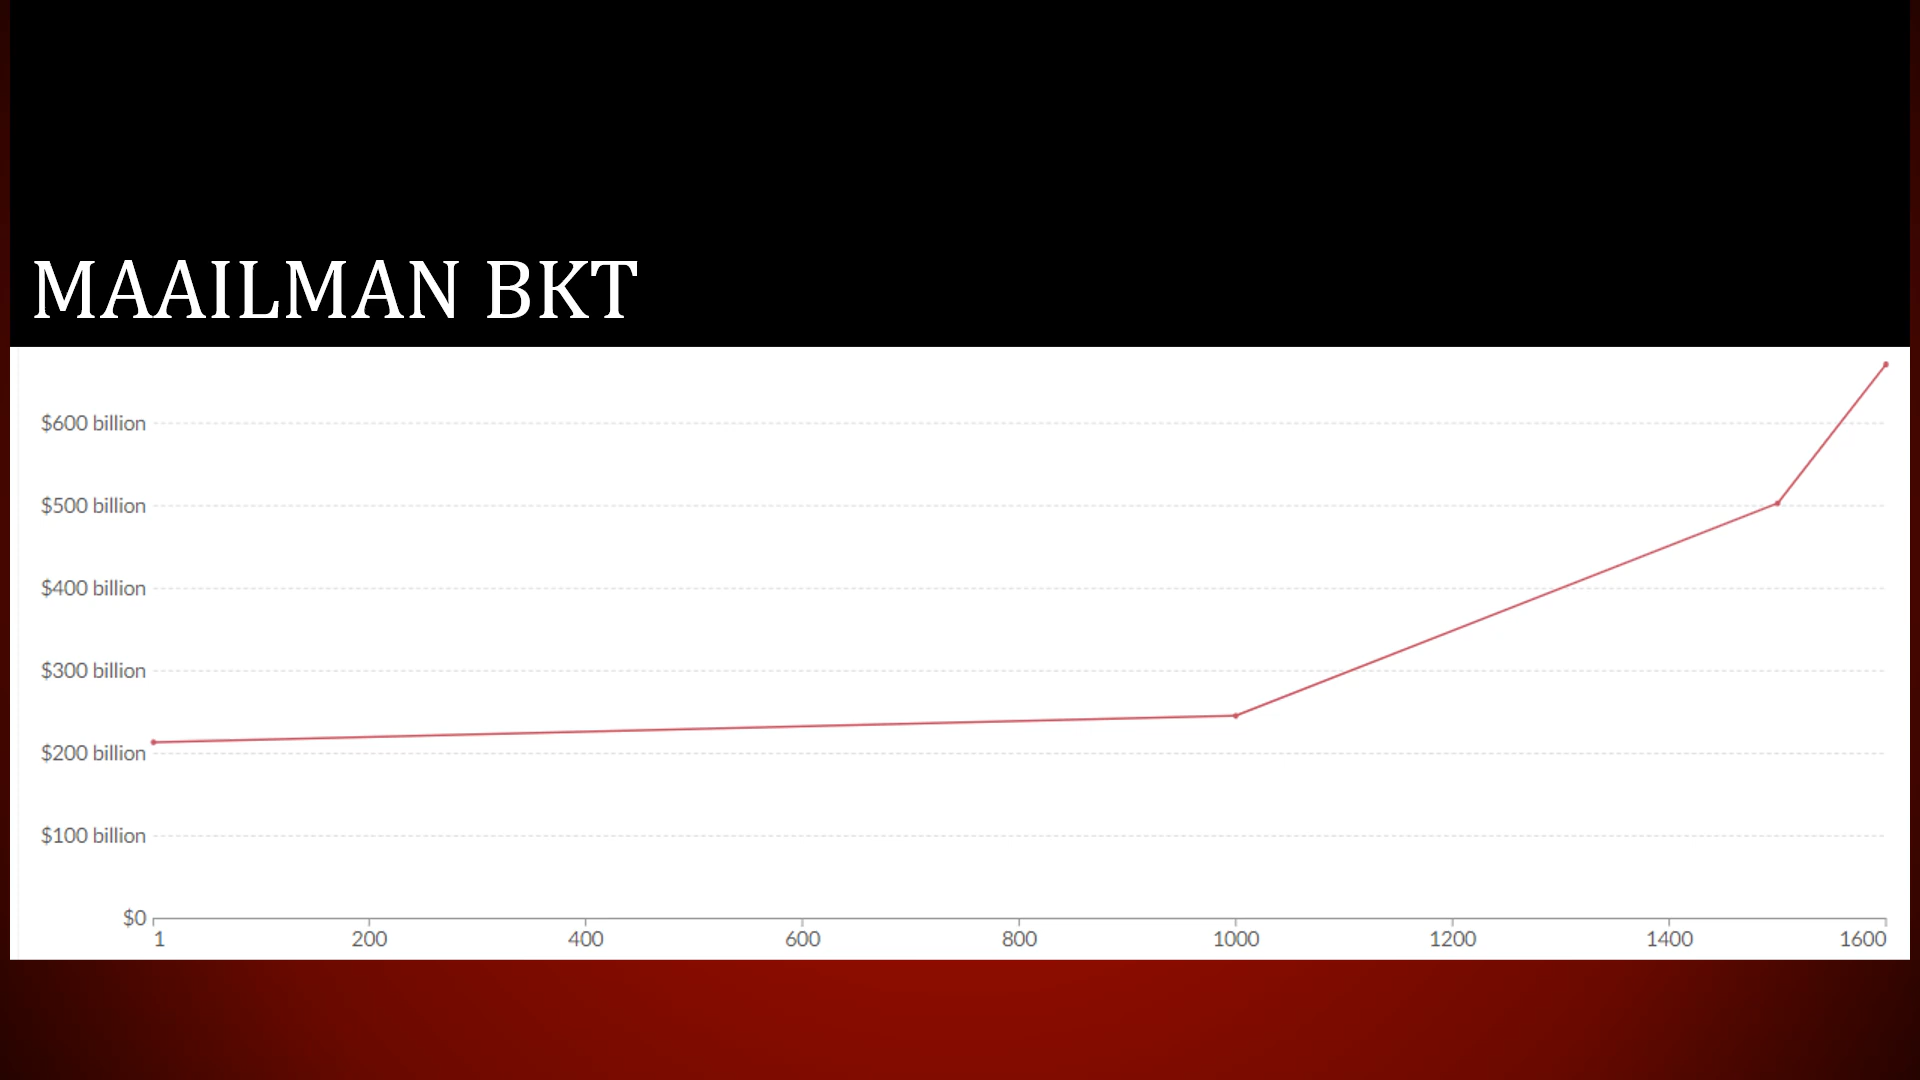 MAAILMAN BKT
$600 billion
$500 billion
$400 billion
$300 billion
$200 billion
$100 billion
$0
1 200 400 600 800 1000 1200 1400 1600